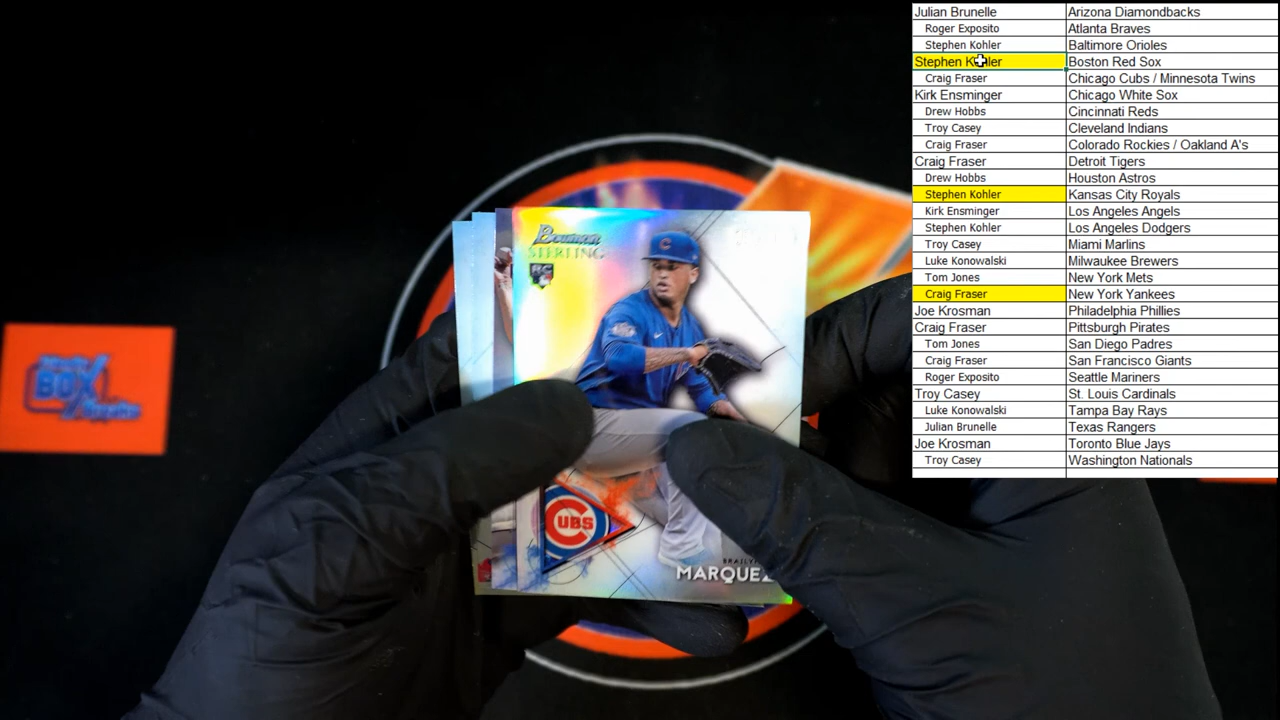 Julian Brunelle Arizona Diamondbacks
Roger Exposito Atlanta Braves
Stephen Kohler Baltimore Orioles
Stephen Kohler Boston Red Sox
Craig Fraser Chicago Cubs / Minnesota Twins
Kirk Ensminger Chicago White Sox
Drew Hobbs Cincinnati Reds
Troy Casey Cleveland Indians
Craig Fraser Colorado Rockies / Oakland A's
Craig Fraser Detroit Tigers
Drew Hobbs Houston Astros
Stephen Kohler Kansas City Royals
Kirk Ensminger Los Angeles Angels
Stephen Kohler Los Angeles Dodgers
Troy Casey Miami Marlins
Luke Konowalski Milwaukee Brewers
Tom Jones New York Mets
Craig Fraser New York Yankees
Joe Krosman Philadelphia Phillies
Craig Fraser Pittsburgh Pirates
Tom Jones San Diego Padres
Craig Fraser San Francisco Giants
Roger Exposito Seattle Mariners
Troy Casey St. Louis Cardinals
Luke Konowalski Tampa Bay Rays
Julian Brunelle Texas Rangers
Joe Krosman Toronto Blue Jays
Troy Casey Washington Nationals
Bowman
STERLING
RC
C
CUBS
MARQUEZ
BOX